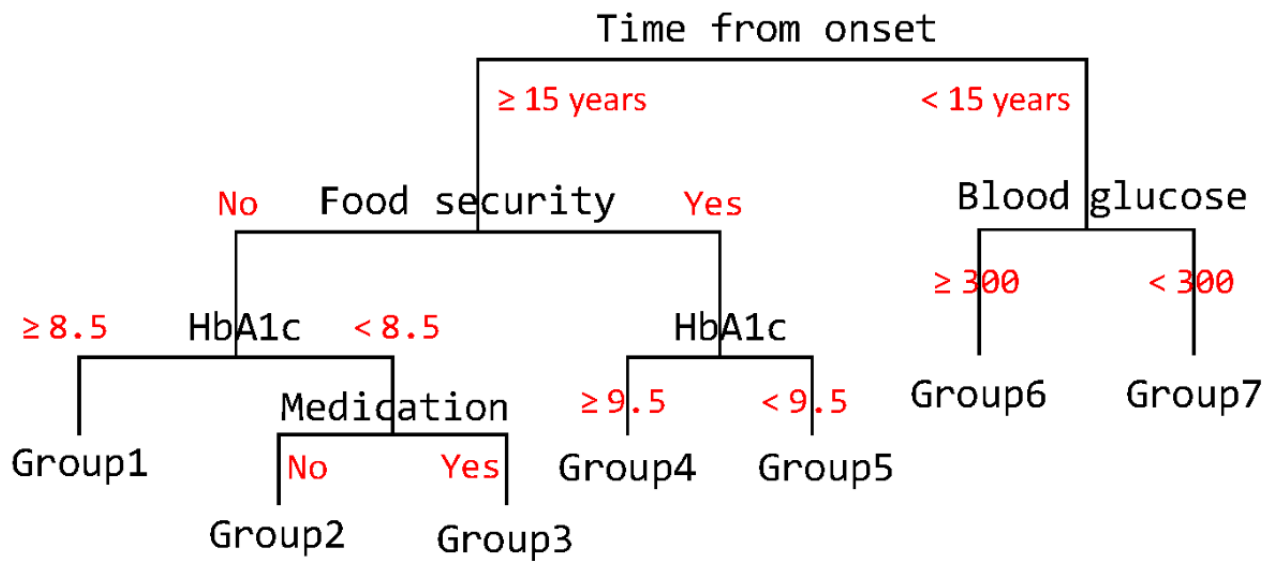 Time from onset
≥ 15 years < 15 years
No Food security Yes Blood glucose
≥ 300 < 300
≥ 8.5 HbA1c < 8.5 HbA1c
Medication ≥ 9.5 < 9.5 Group6 Group7
Group1 No Yes Group4 Group5
Group2 Group3